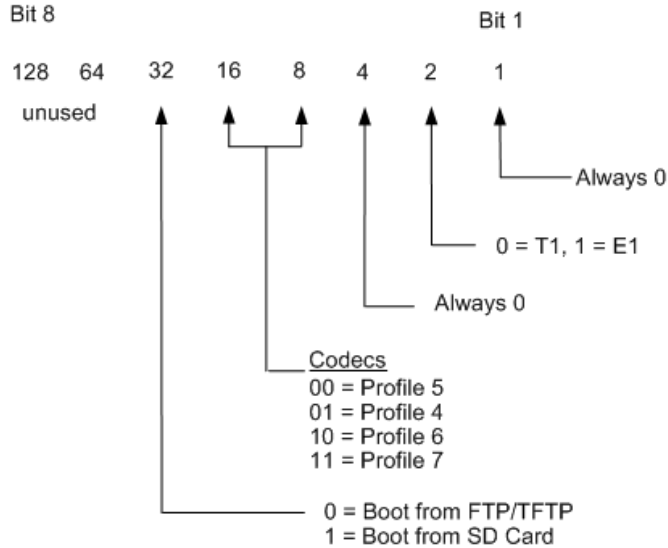 Bit 8
Bit 1
128 64 32 16 8 4 2 1
unused
Always 0
0 = T1, 1 = E1
Always 0
Codecs
00 = Profile 5
01 = Profile 4
10 = Profile 6
11 = Profile 7
0 = Boot from FTP/TFTP
1 = Boot from SD Card